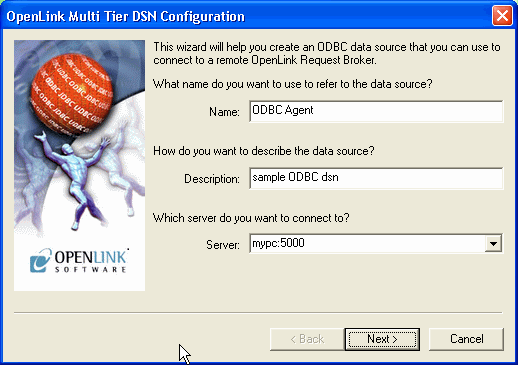 OpenLink Multi Tier DSN Configuration
This wizard will help you create an ODBC data source that you can use to
connect to a remote OpenLink Request Broker.
What name do you want to use to refer to the data source?
Name: ODBC Agent
How do you want to describe the data source?
Description: sample ODBC dsn
Which server do you want to connect to?
Server: mypc:5000
OPENLINK
SOFTWARE
< Back Next > Cancel